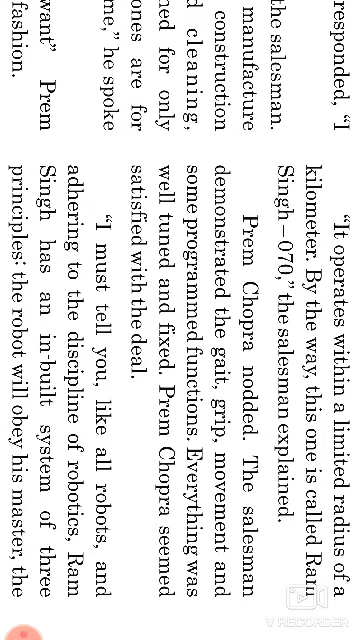 responded, “I
the salesman.
manufacture
construction
d cleaning,
ned for only
ones are for
me,” he spoke
want” Prem
fashion.
“It operates within a limited radius of a
kilometer. By the way, this one is called Ram
Singh – 070,” the salesman explained.
Prem Chopra nodded. The salesman
demonstrated the gait, grip, movement and
some programmed functions. Everything was
well tuned and fixed. Prem Chopra seemed
satisfied with the deal.
“I must tell you, like all robots, and
adhering to the discipline of robotics, Ram
Singh has an in-built system of three
principles: the robot will obey his master, the
V RECORDER